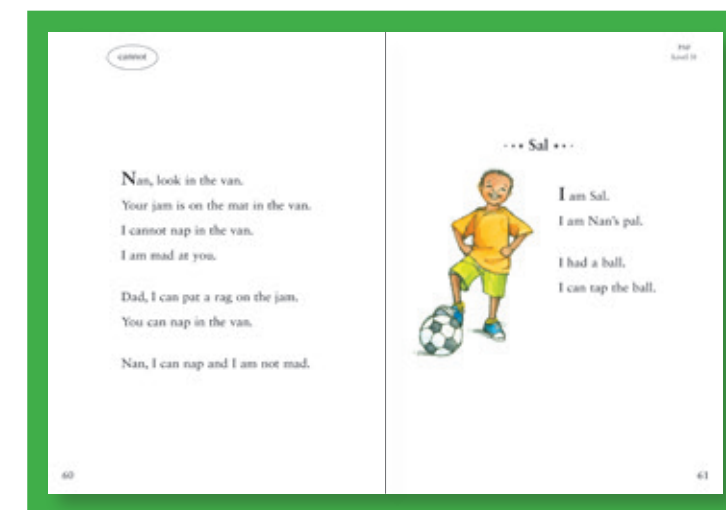 cannot
Nan, look in the van.
Your jam is on the mat in the van.
I cannot nap in the van.
I am mad at you.
Dad, I can pat a rag on the jam.
You can nap in the van.
Nan, I can nap and I am not mad.
60
Level
Sal
I am Sal.
I am Nan's pal.
I had a ball.
I can tap the ball.
61